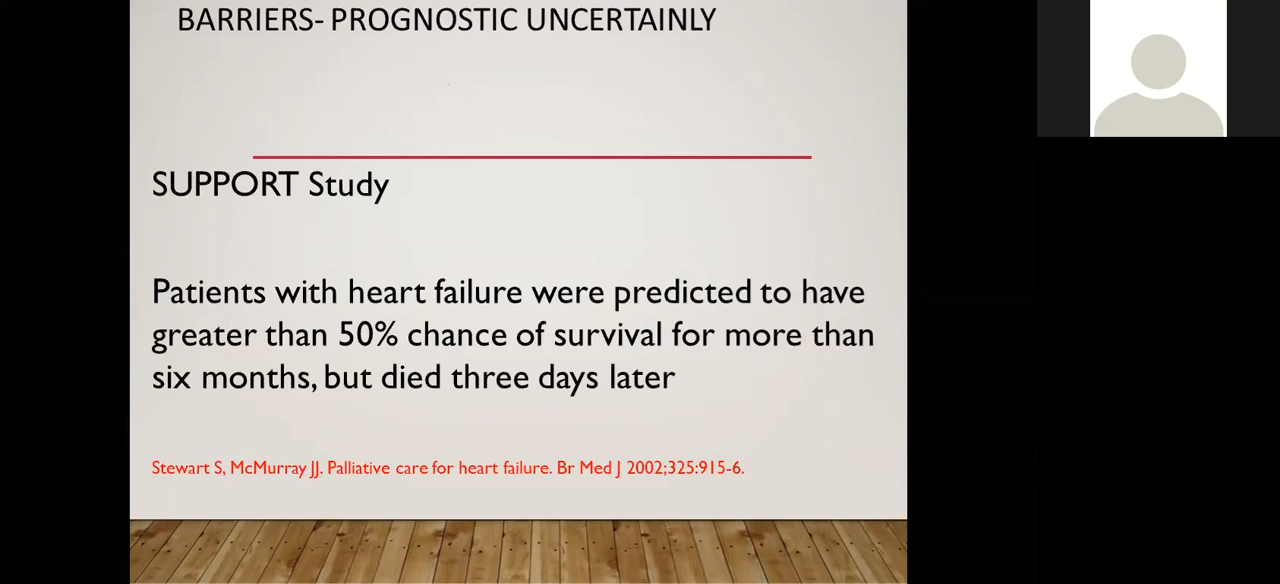 BARRIERS- PROGNOSTIC UNCERTAINLY
SUPPORT Study
Patients with heart failure were predicted to have
greater than 50% chance of survival for more than
six months, but died three days later
Stewart S, McMurray JJ. Palliative care for heart failure. Br Med J 2002;325:915-6.